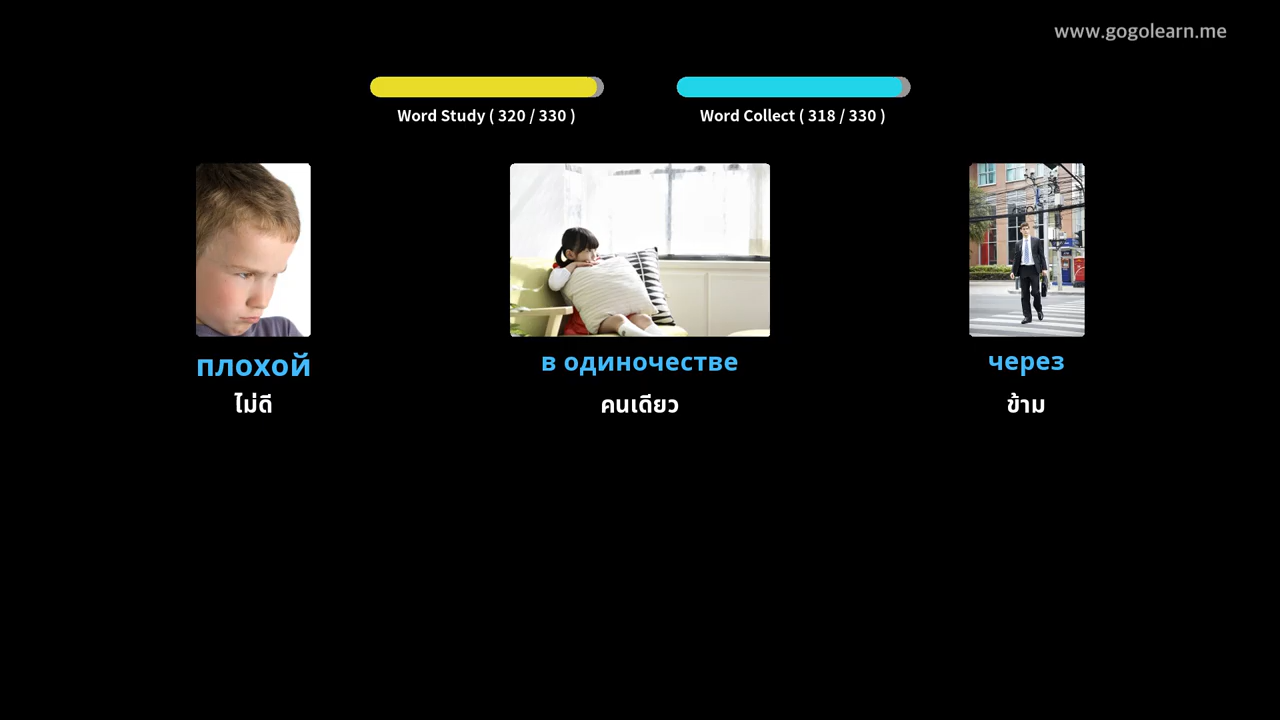 www.gogolearn.me
Word Study ( 320 / 330 )
Word Collect ( 318 / 330 )
плохой
в одиночестве
через
ไม่ดี
คนเดียว
ข้าม